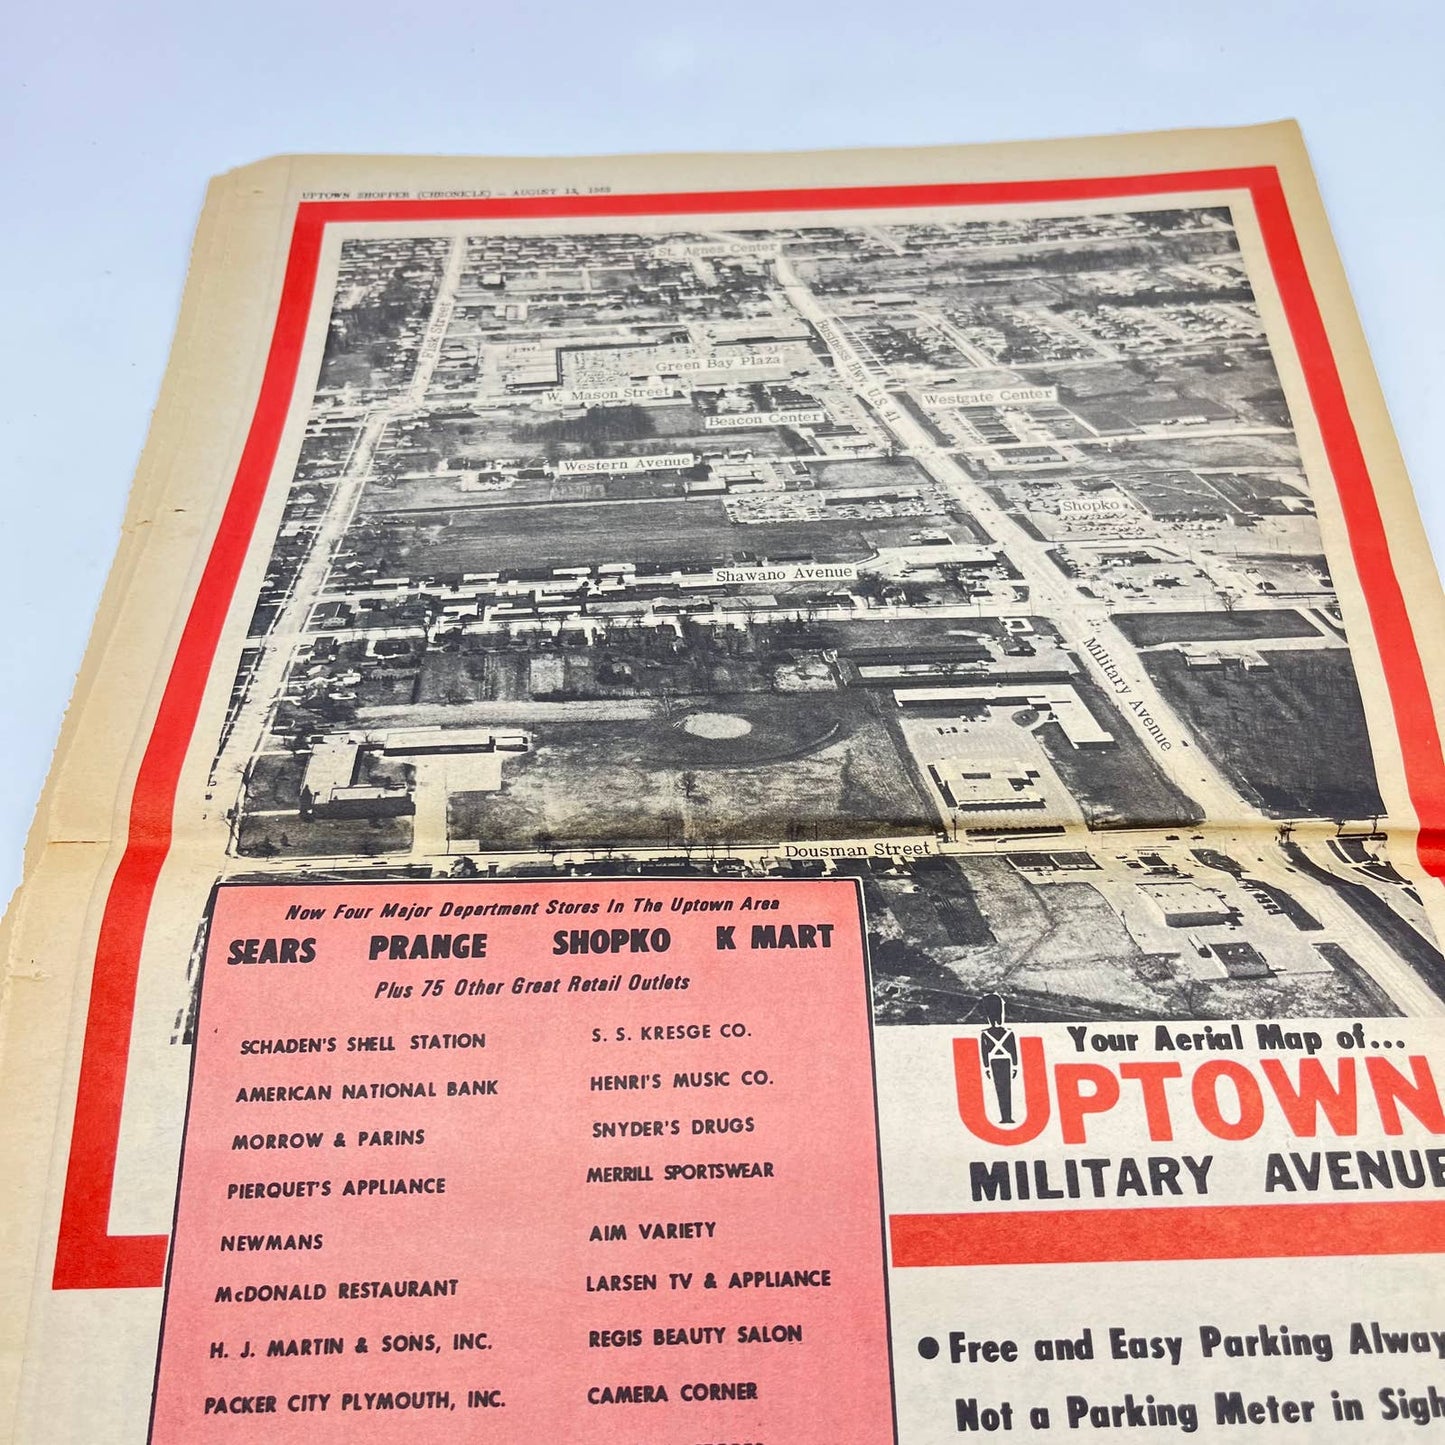 UPTOWN SHOPPER (CHRONICLE) — AUGUST 13, 1968
St. Agnes Center
Fisk Street
Business Hwy. US 41
Green Bay Plaza
W. Mason Street
Westgate Center
Beacon Center
Western Avenue
Shopko
Shawano Avenue
Military Avenue
Dousman Street
Now Four Major Department Stores In The Uptown Area
SEARS PRANGE SHOPKO K MART
Plus 75 Other Great Retail Outlets
SCHADEN'S SHELL STATION
AMERICAN NATIONAL BANK
MORROW & PARINS
PIERQUET'S APPLIANCE
NEWMANS
McDONALD RESTAURANT
H. J. MARTIN & SONS, INC.
PACKER CITY PLYMOUTH, INC.
S. S. KRESGE CO.
HENRI'S MUSIC CO.
SNYDER'S DRUGS
MERRILL SPORTSWEAR
AIM VARIETY
LARSEN TV & APPLIANCE
REGIS BEAUTY SALON
CAMERA CORNER
Your Aerial Map of...
UPTOWN
MILITARY AVENUE
• Free and Easy Parking Alway
Not a Parking Meter in Sigh